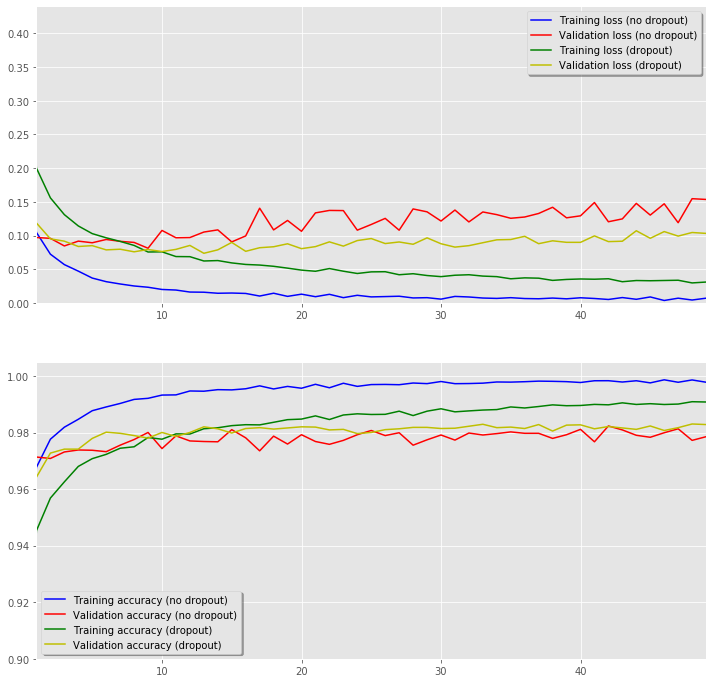 0.40
0.35
0.30
0.25
0.20
0.15
0.10
0.05
0.00
Training loss (no dropout)
Validation loss (no dropout)
Training loss (dropout)
Validation loss (dropout)
10
20
30
40
1.00
0.98
0.96
0.94
0.92
0.90
Training accuracy (no dropout)
Validation accuracy (no dropout)
Training accuracy (dropout)
Validation accuracy (dropout)
10
20
30
40